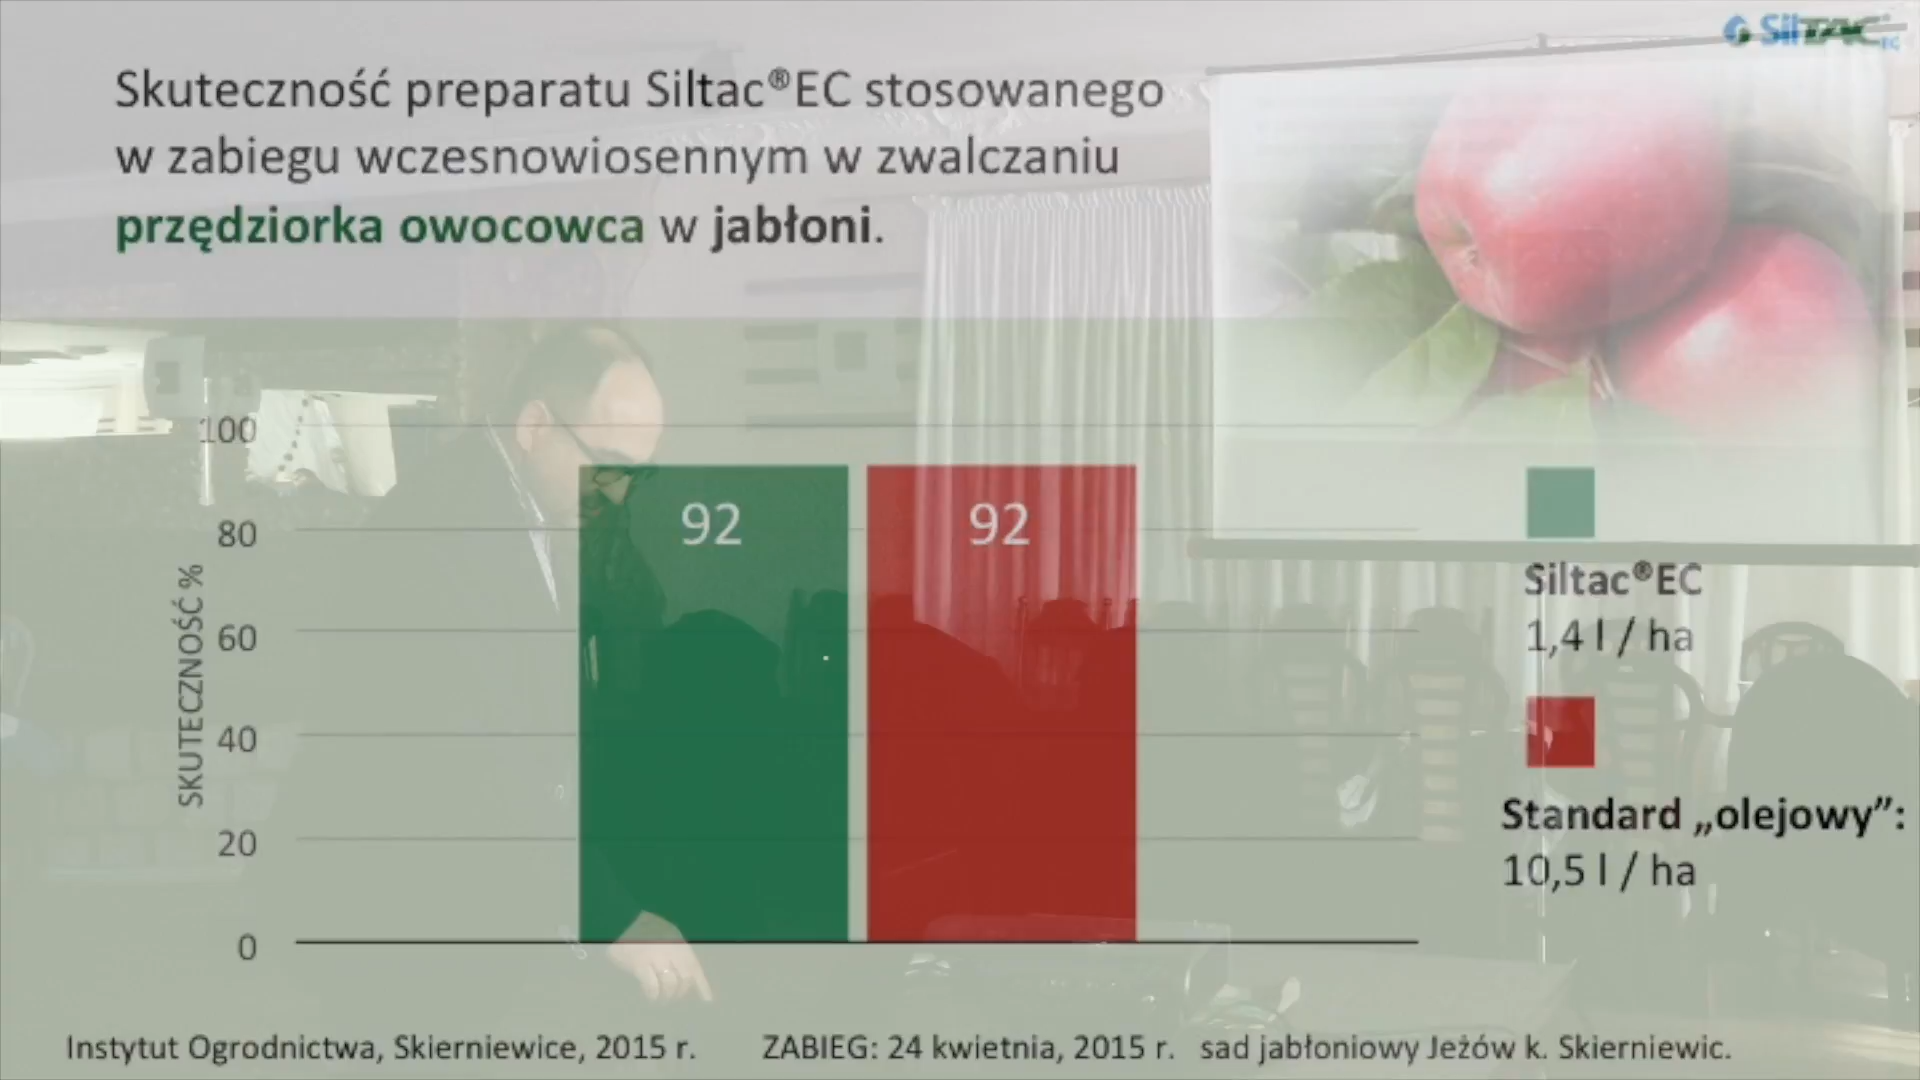 SilTAC EC
Skuteczność preparatu Siltac®EC stosowanego
w zabiegu wczesnowiosennym w zwalczaniu
przędziorka owocowca w jabłoni.
SKUTECZNOŚĆ %
100
80
60
40
20
0
92
92
Siltac®EC
1,4 l / ha
Standard „olejowy”:
10,5 l / ha
Instytut Ogrodnictwa, Skierniewice, 2015 r. ZABIEG: 24 kwietnia, 2015 r. sad jabłoniowy Jeżów k. Skierniewic.